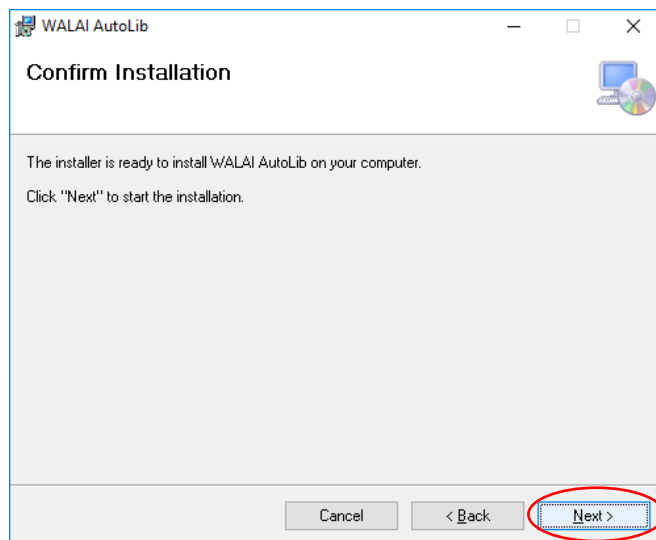 WALAI AutoLib
Confirm Installation
The installer is ready to install WALAI AutoLib on your computer.
Click "Next" to start the installation.
Cancel
< Back
Next >